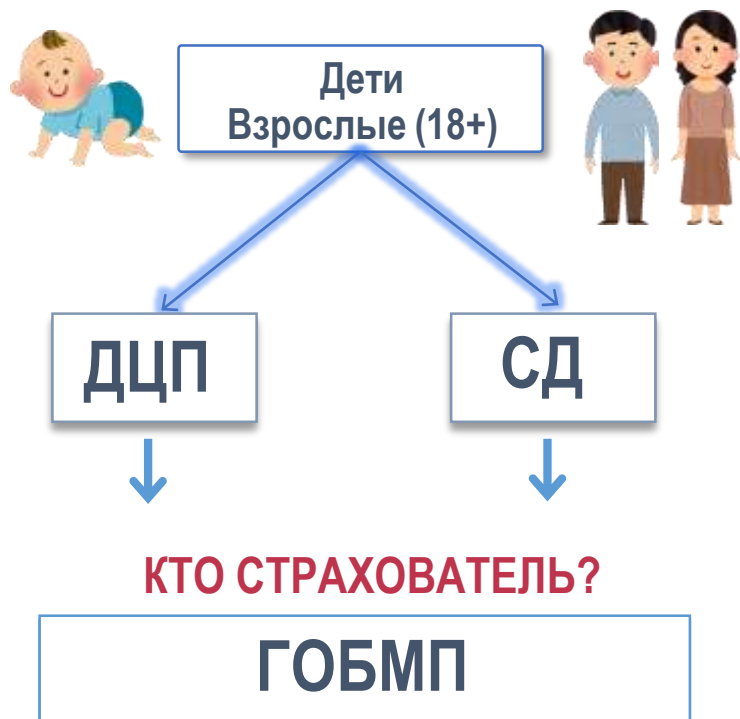 Дети
Взрослые (18+)
ДЦП
СД
КТО СТРАХОВАТЕЛЬ?
ГОБМП